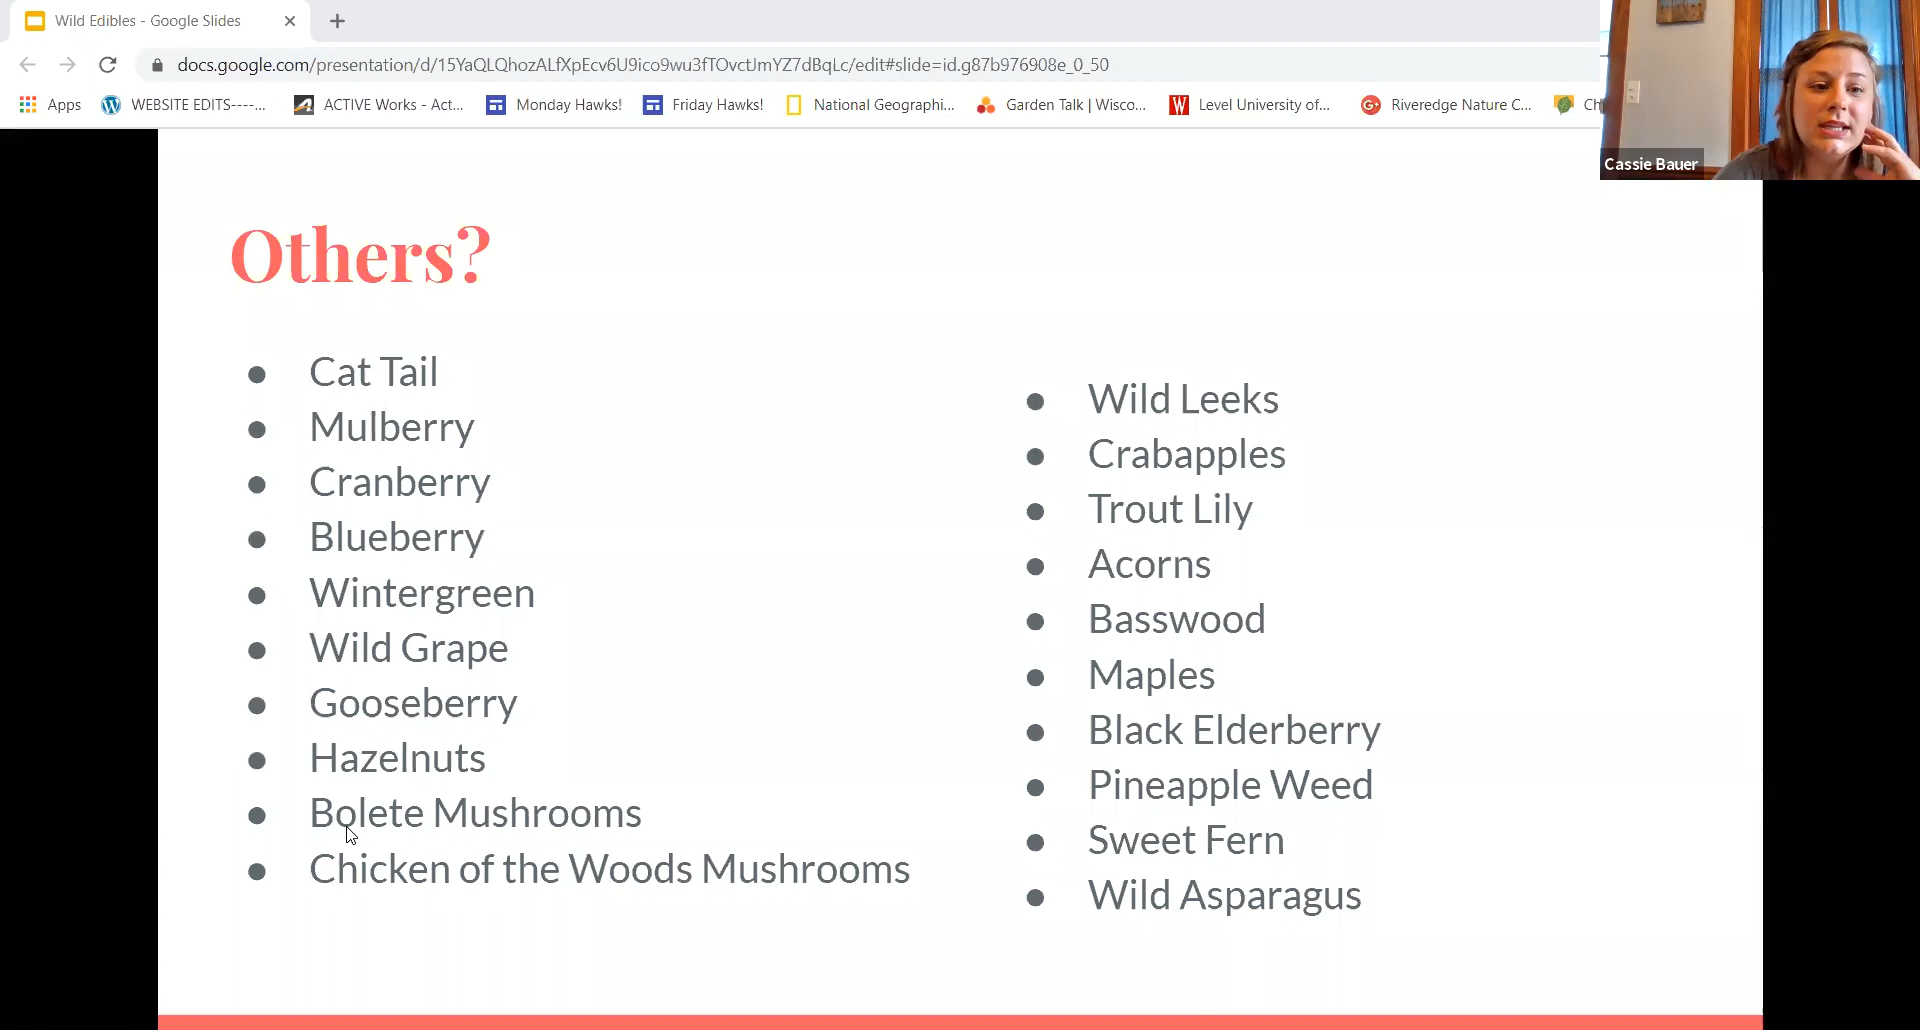 Wild Edibles - Google Slides
docs.google.com/presentation/d/15YaQLQhozALfXpEcv6U9ico9wu3fTOvctJmYZ7dBqLc/edit#slide=id.g87b976908e_0_50
Apps WEBSITE EDITS----... ACTIVE Works - Act... Monday Hawks! Friday Hawks! National Geographi... Garden Talk | Wisco... Level University of... Riveredge Nature C... Ch
Cassie Bauer
Others?
Cat Tail
Mulberry
Cranberry
Blueberry
Wintergreen
Wild Grape
Gooseberry
Hazelnuts
Bolete Mushrooms
Chicken of the Woods Mushrooms
Wild Leeks
Crabapples
Trout Lily
Acorns
Basswood
Maples
Black Elderberry
Pineapple Weed
Sweet Fern
Wild Asparagus